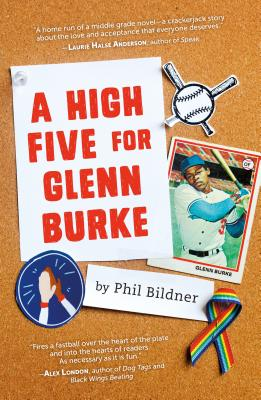 "A home run of a middle grade novel—a crackerjack story
about the love and acceptance that everyone deserves."
— LAURIE HALSE ANDERSON, author of Speak
A HIGH
FIVE FOR
GLENN
BURKE
OF
GLENN BURKE
by Phil Bildner
"Fires a fastball over the heart of the plate
and into the hearts of readers.
As necessary as it is fun."
—ALEX LONDON, author of Dog Tags and
Black Wings Beating